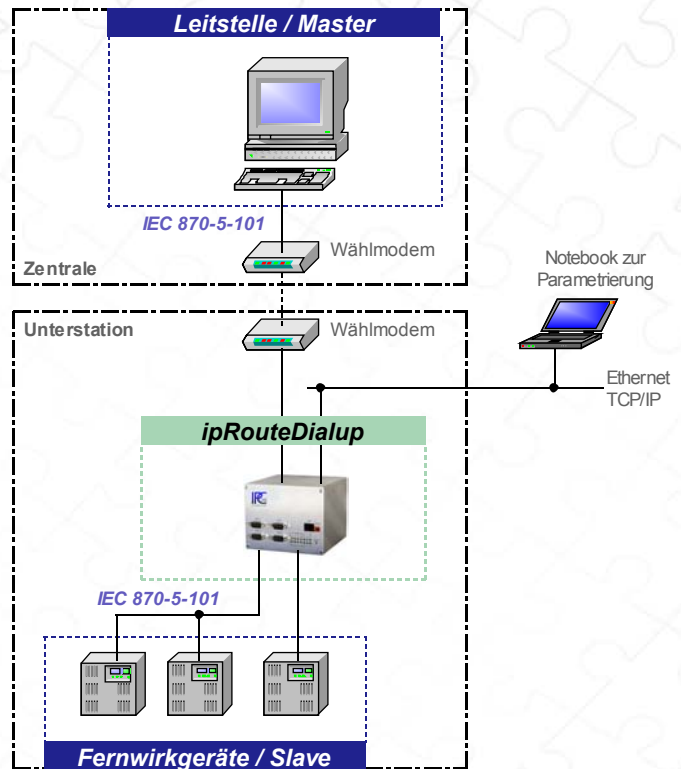 Leitstelle / Master
IEC 870-5-101
Wählmodem
Zentrale
Notebook zur
Parametrierung
Unterstation
Wählmodem
Ethernet
TCP/IP
ipRouteDialup
IEC 870-5-101
Fernwirkgeräte / Slave